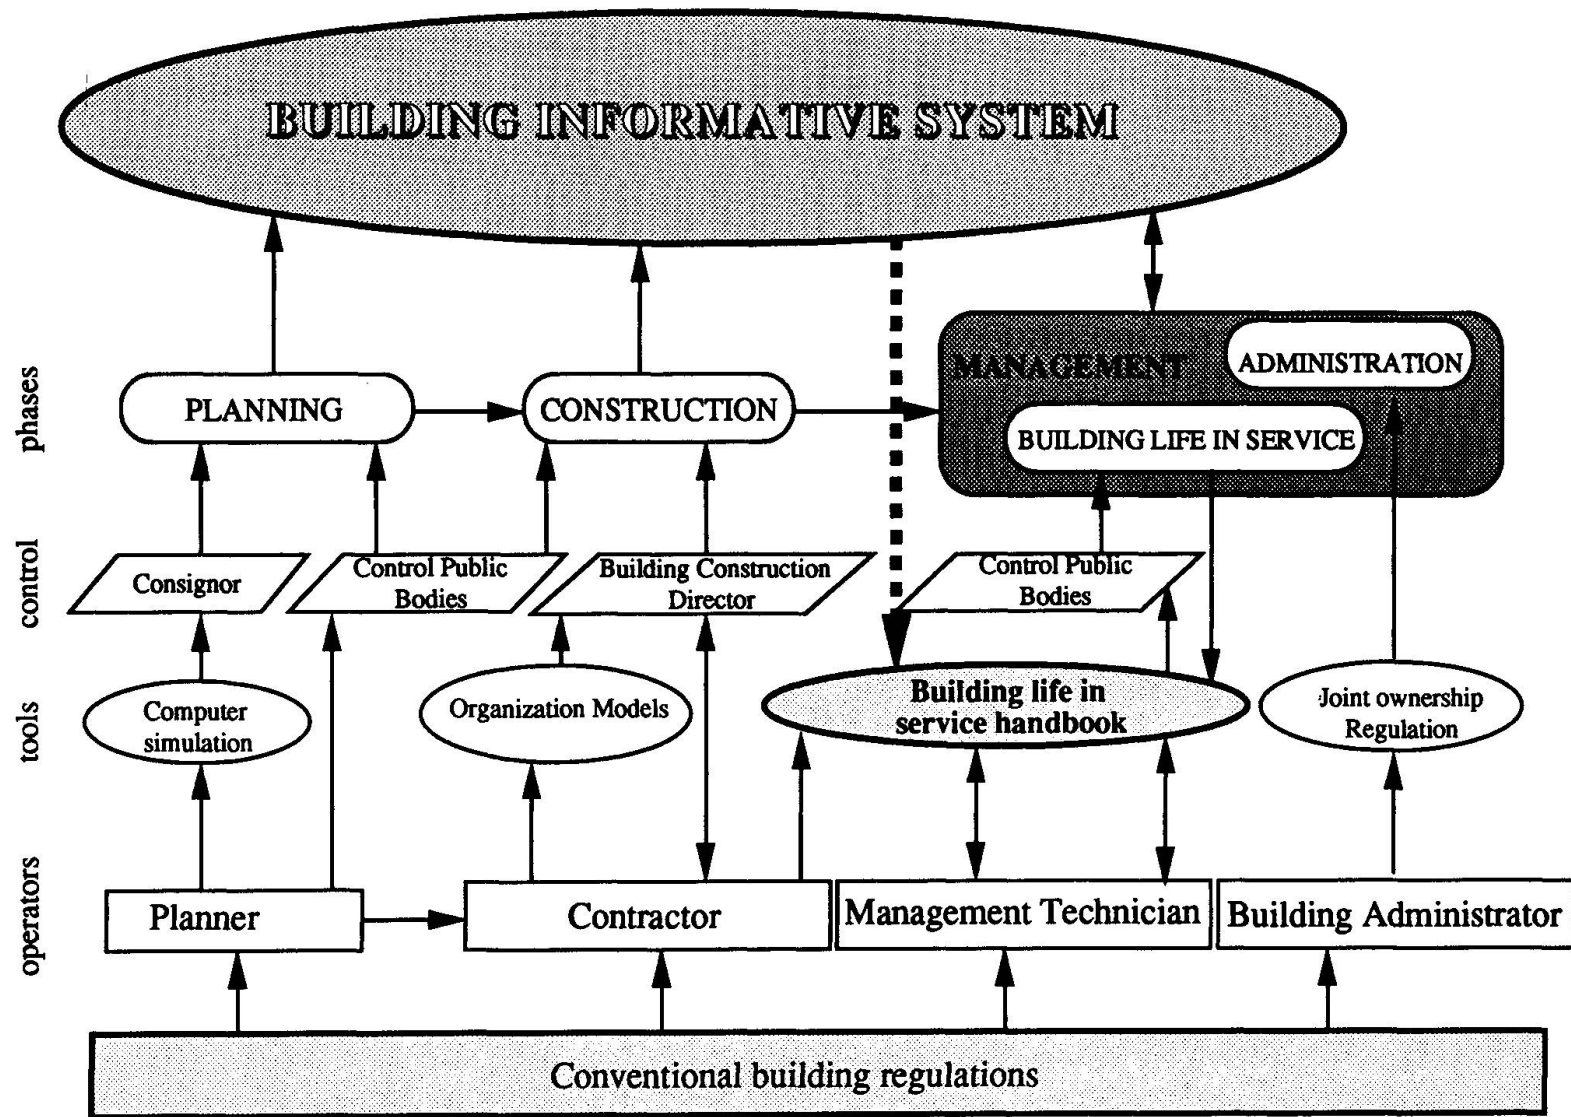 BUILDING INFORMATIVE SYSTEM
phases
PLANNING
CONSTRUCTION
MANAGEMENT
ADMINISTRATION
BUILDING LIFE IN SERVICE
control
Consignor
Control Public
Bodies
Building Construction
Director
Control Public
Bodies
tools
Computer
simulation
Organization Models
Building life in
service handbook
Joint ownership
Regulation
operators
Planner
Contractor
Management Technician
Building Administrator
Conventional building regulations